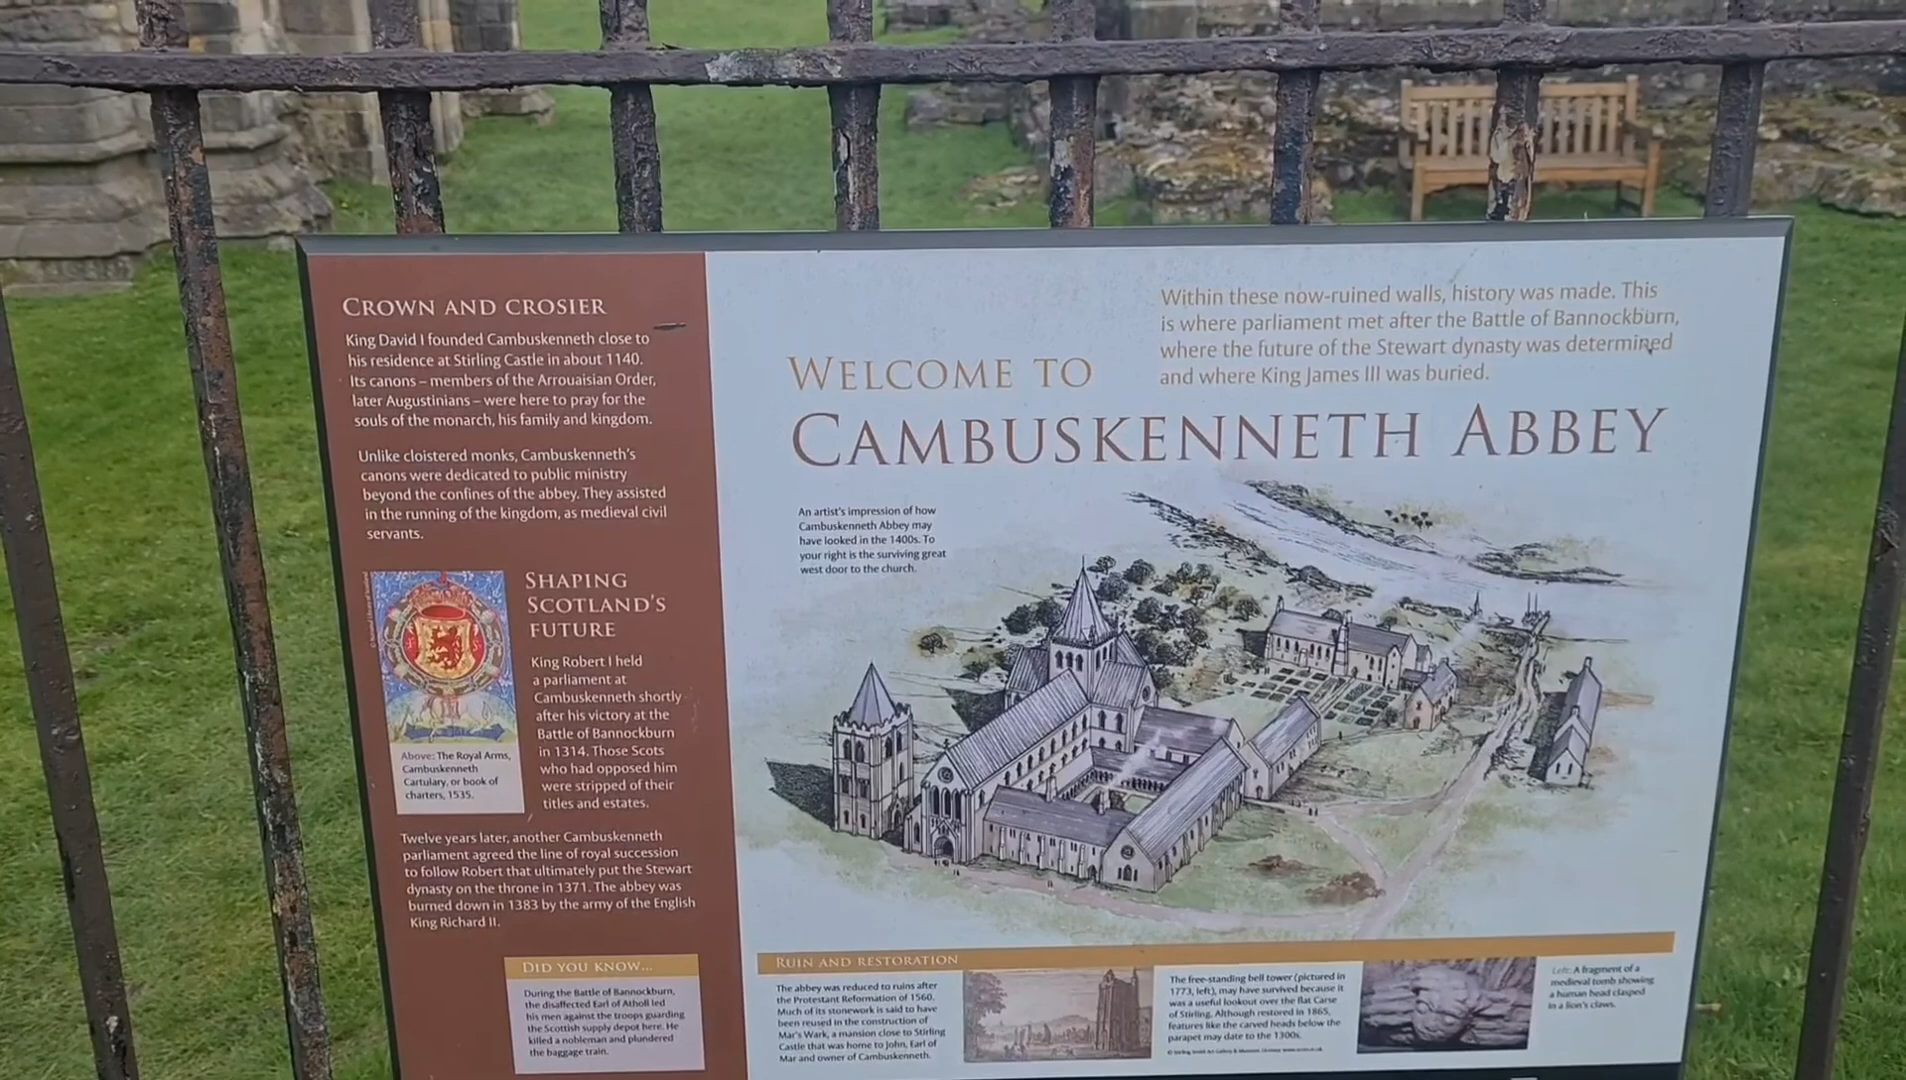 CROWN AND CROSIER
King David I founded Cambuskenneth close to
his residence at Stirling Castle in about 1140.
Its canons – members of the Arrouaisian Order,
later Augustinians – were here to pray for the
souls of the monarch, his family and kingdom.
Unlike cloistered monks, Cambuskenneth's
canons were dedicated to public ministry
beyond the confines of the abbey. They assisted
in the running of the kingdom, as medieval civil
servants.
Above: The Royal Arms,
Cambuskenneth
Cartulary, or book of
charters, 1535.
SHAPING
SCOTLAND'S
FUTURE
King Robert I held
a parliament at
Cambuskenneth shortly
after his victory at the
Battle of Bannockburn
in 1314. Those Scots
who had opposed him
were stripped of their
titles and estates.
Twelve years later, another Cambuskenneth
parliament agreed the line of royal succession
to follow Robert that ultimately put the Stewart
dynasty on the throne in 1371. The abbey was
burned down in 1383 by the army of the English
King Richard II.
DID YOU KNOW...
During the Battle of Bannockburn,
the disaffected Earl of Atholl led
his men against the troops guarding
the Scottish supply depot here. He
killed a nobleman and plundered
the baggage train.
Within these now-ruined walls, history was made. This
is where parliament met after the Battle of Bannockburn,
where the future of the Stewart dynasty was determined
and where King James III was buried.
WELCOME TO
CAMBUSKENNETH ABBEY
An artist's impression of how
Cambuskenneth Abbey may
have looked in the 1400s. To
your right is the surviving great
west door to the church.
RUIN AND RESTORATION
The abbey was reduced to ruins after
the Protestant Reformation of 1560.
Much of its stonework is said to have
been reused in the construction of
Mar's Wark, a mansion close to Stirling
Castle that was home to John, Earl of
Mar and owner of Cambuskenneth.
The free-standing bell tower (pictured in
1773, left), may have survived because it
was a useful lookout over the flat Carse
of Stirling. Although restored in 1865,
features like the carved heads below the
parapet may date to the 1300s.
Left: A fragment of a
medieval tomb showing
a human head clasped
in a lion's claws.